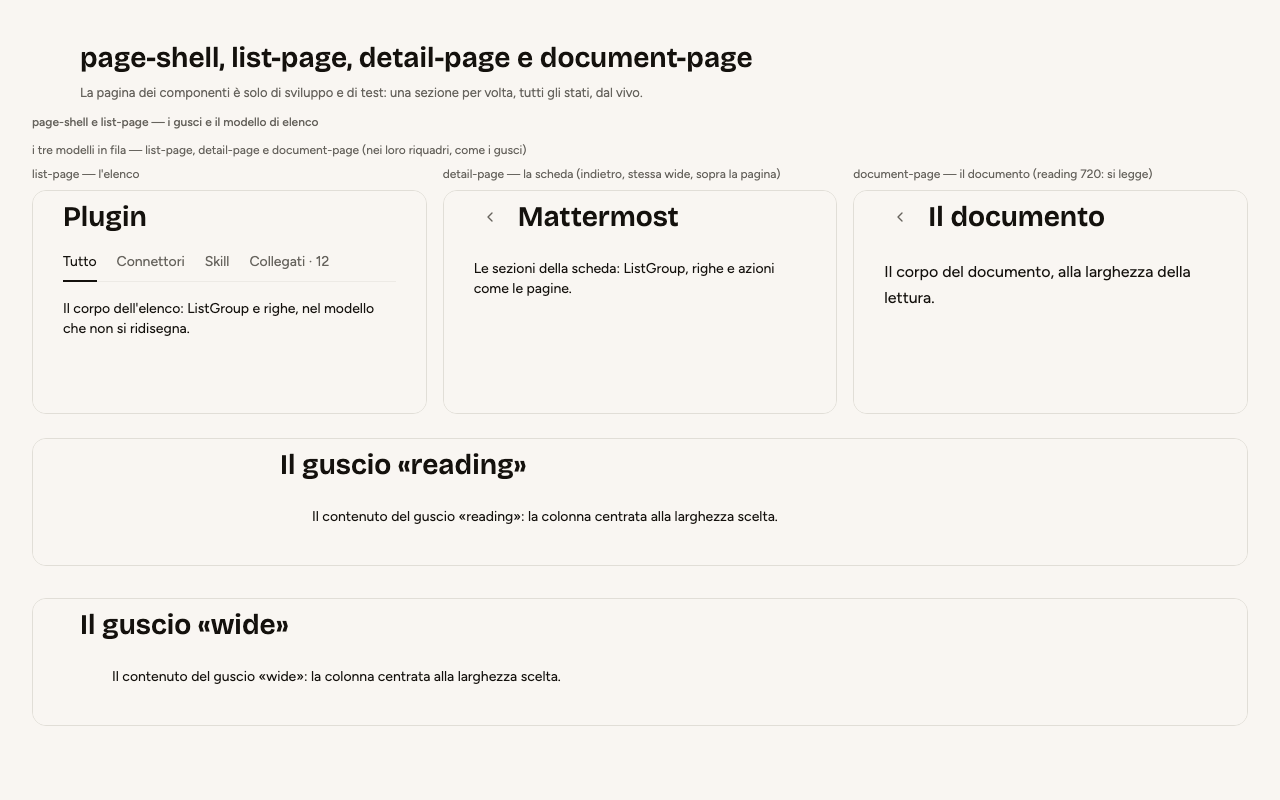 page-shell, list-page, detail-page e document-page
La pagina dei componenti è solo di sviluppo e di test: una sezione per volta, tutti gli stati, dal vivo.
page-shell e list-page — i gusci e il modello di elenco
i tre modelli in fila — list-page, detail-page e document-page (nei loro riquadri, come i gusci)
list-page — l'elenco
Plugin
Tutto Connettori Skill Collegati · 12
Il corpo dell'elenco: ListGroup e righe, nel modello
che non si ridisegna.
detail-page — la scheda (indietro, stessa wide, sopra la pagina)
Mattermost
Le sezioni della scheda: ListGroup, righe e azioni
come le pagine.
document-page — il documento (reading 720: si legge)
Il documento
Il corpo del documento, alla larghezza della
lettura.
Il guscio «reading»
Il contenuto del guscio «reading»: la colonna centrata alla larghezza scelta.
Il guscio «wide»
Il contenuto del guscio «wide»: la colonna centrata alla larghezza scelta.